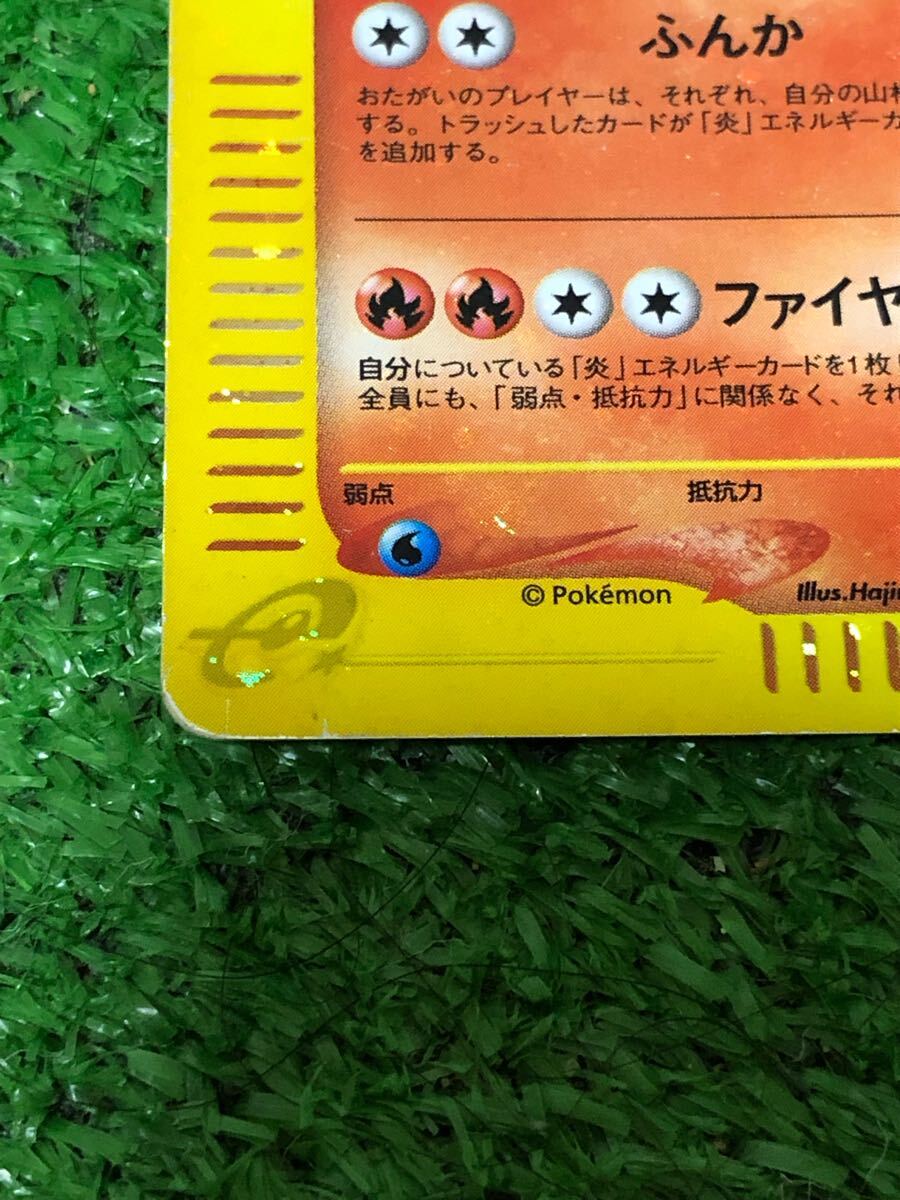 ふんか
おたがいのプレイヤーは、それぞれ、自分の山
する。トラッシュしたカードが「炎」エネルギーカ
を追加する。
ファイヤ
自分についている「炎」エネルギーカードを1枚
全員にも、「弱点・抵抗力」に関係なく、それ
弱点
抵抗力
© Pokémon
Illus.Haji